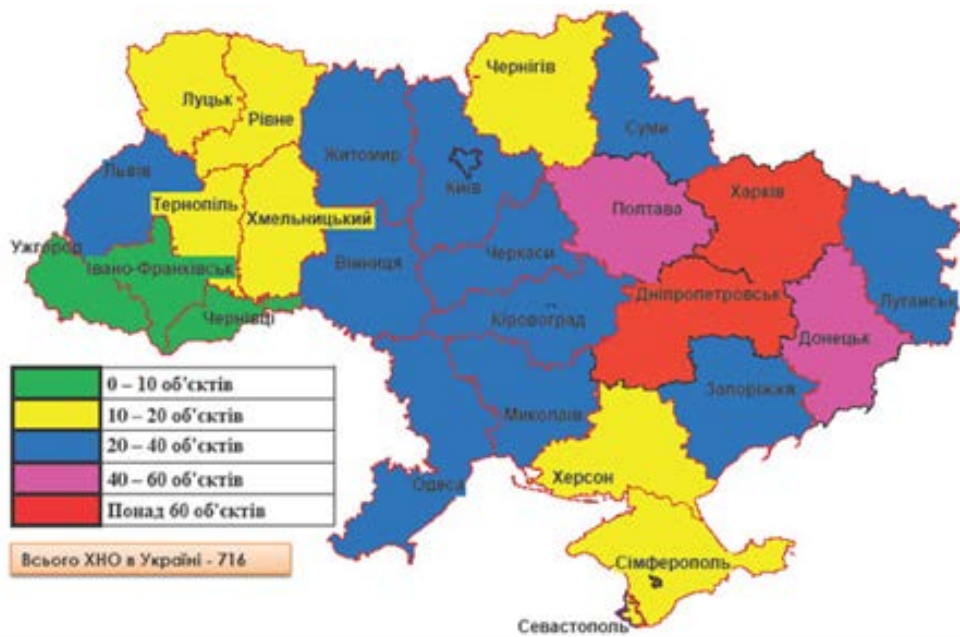 Чернігів
Луцьк
Рівне
Суми
Житомир
Львів
Київ
Харків
Тернопіль
Полтава
Хмельницький
Ужгород
Черкаси
Івано-Франківськ
Вінниця
Дніпропетровськ
Луганськ
Чернівці
Кіровоград
Донецьк
Запоріжжя
Миколаїв
Одеса
Херсон
Сімферополь
Севастополь
0 – 10 об'єктів
10 – 20 об'єктів
20 – 40 об'єктів
40 – 60 об'єктів
Понад 60 об'єктів
Всього ХНО в Україні - 716